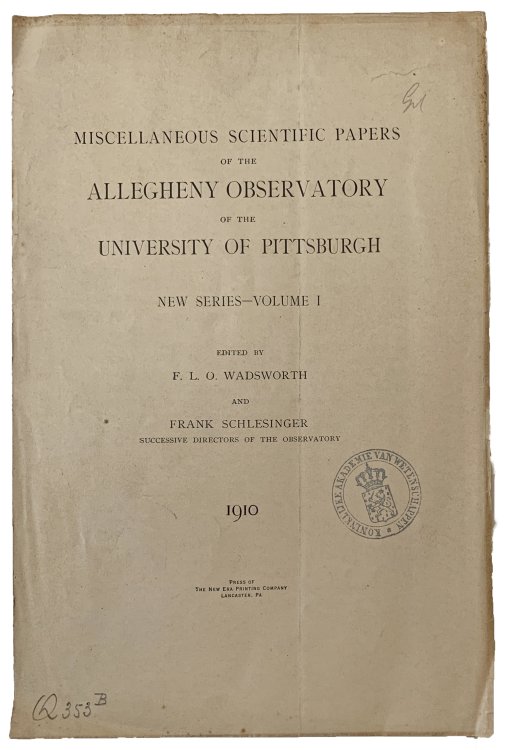 MISCELLANEOUS SCIENTIFIC PAPERS
OF THE
ALLEGHENY OBSERVATORY
OF THE
UNIVERSITY OF PITTSBURGH
NEW SERIES—VOLUME I
EDITED BY
F. L. O. WADSWORTH
AND
FRANK SCHLESINGER
SUCCESSIVE DIRECTORS OF THE OBSERVATORY
KONINKLIJKE AKADEMIE VAN WETENSCHAPPEN
1910
PRESS OF
THE NEW ERA PRINTING COMPANY
LANCASTER, PA
Q 353 B